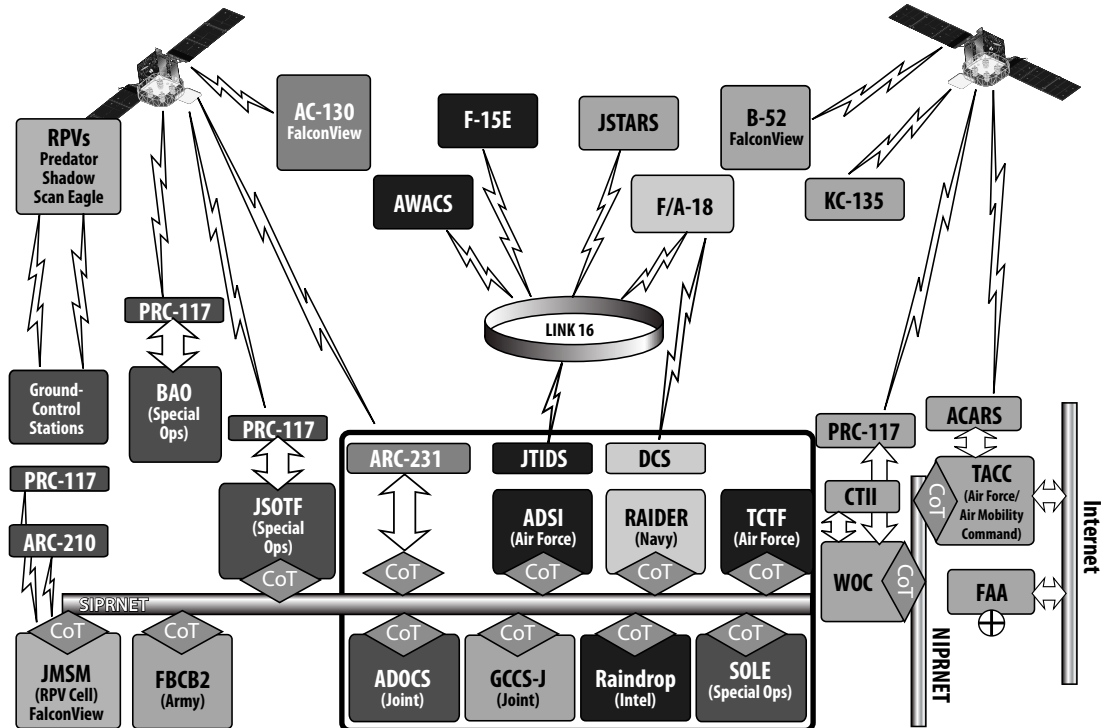 RPVs
Predator
Shadow
Scan Eagle
AC-130
FalconView
F-15E
JSTARS
B-52
FalconView
AWACS
F/A-18
KC-135
PRC-117
LINK 16
Ground-
Control
Stations
BAO
(Special
Ops)
PRC-117
PRC-117
ACARS
ARC-231
JTIDS
DCS
PRC-117
ARC-210
JSOTF
(Special
Ops)
CoT
CoT
ADSI
(Air Force)
CoT
RAIDER
(Navy)
CoT
TCTF
(Air Force)
CoT
CTII
WOC
CoT
CoT
TACC
(Air Force/
Air Mobility
Command)
FAA
Internet
NIPRNET
SIPRNET
CoT
JMSM
(RPV Cell)
FalconView
CoT
FBCB2
(Army)
CoT
ADOCS
(Joint)
CoT
GCCS-J
(Joint)
CoT
Raindrop
(Intel)
CoT
SOLE
(Special Ops)